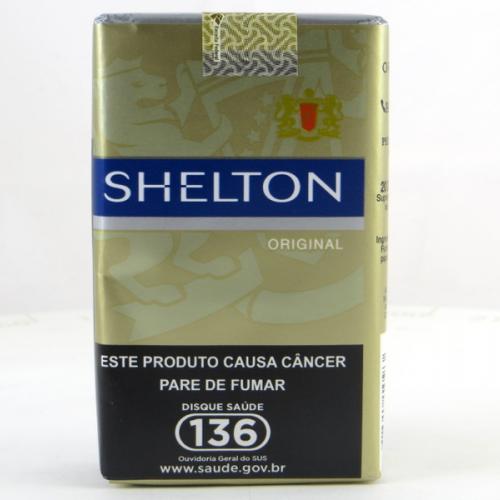 SHELTON
ORIGINAL
ESTE PRODUTO CAUSA CÂNCER
PARE DE FUMAR
DISQUE SAÚDE
136
Ouvidoria Geral do SUS
www.saude.gov.br